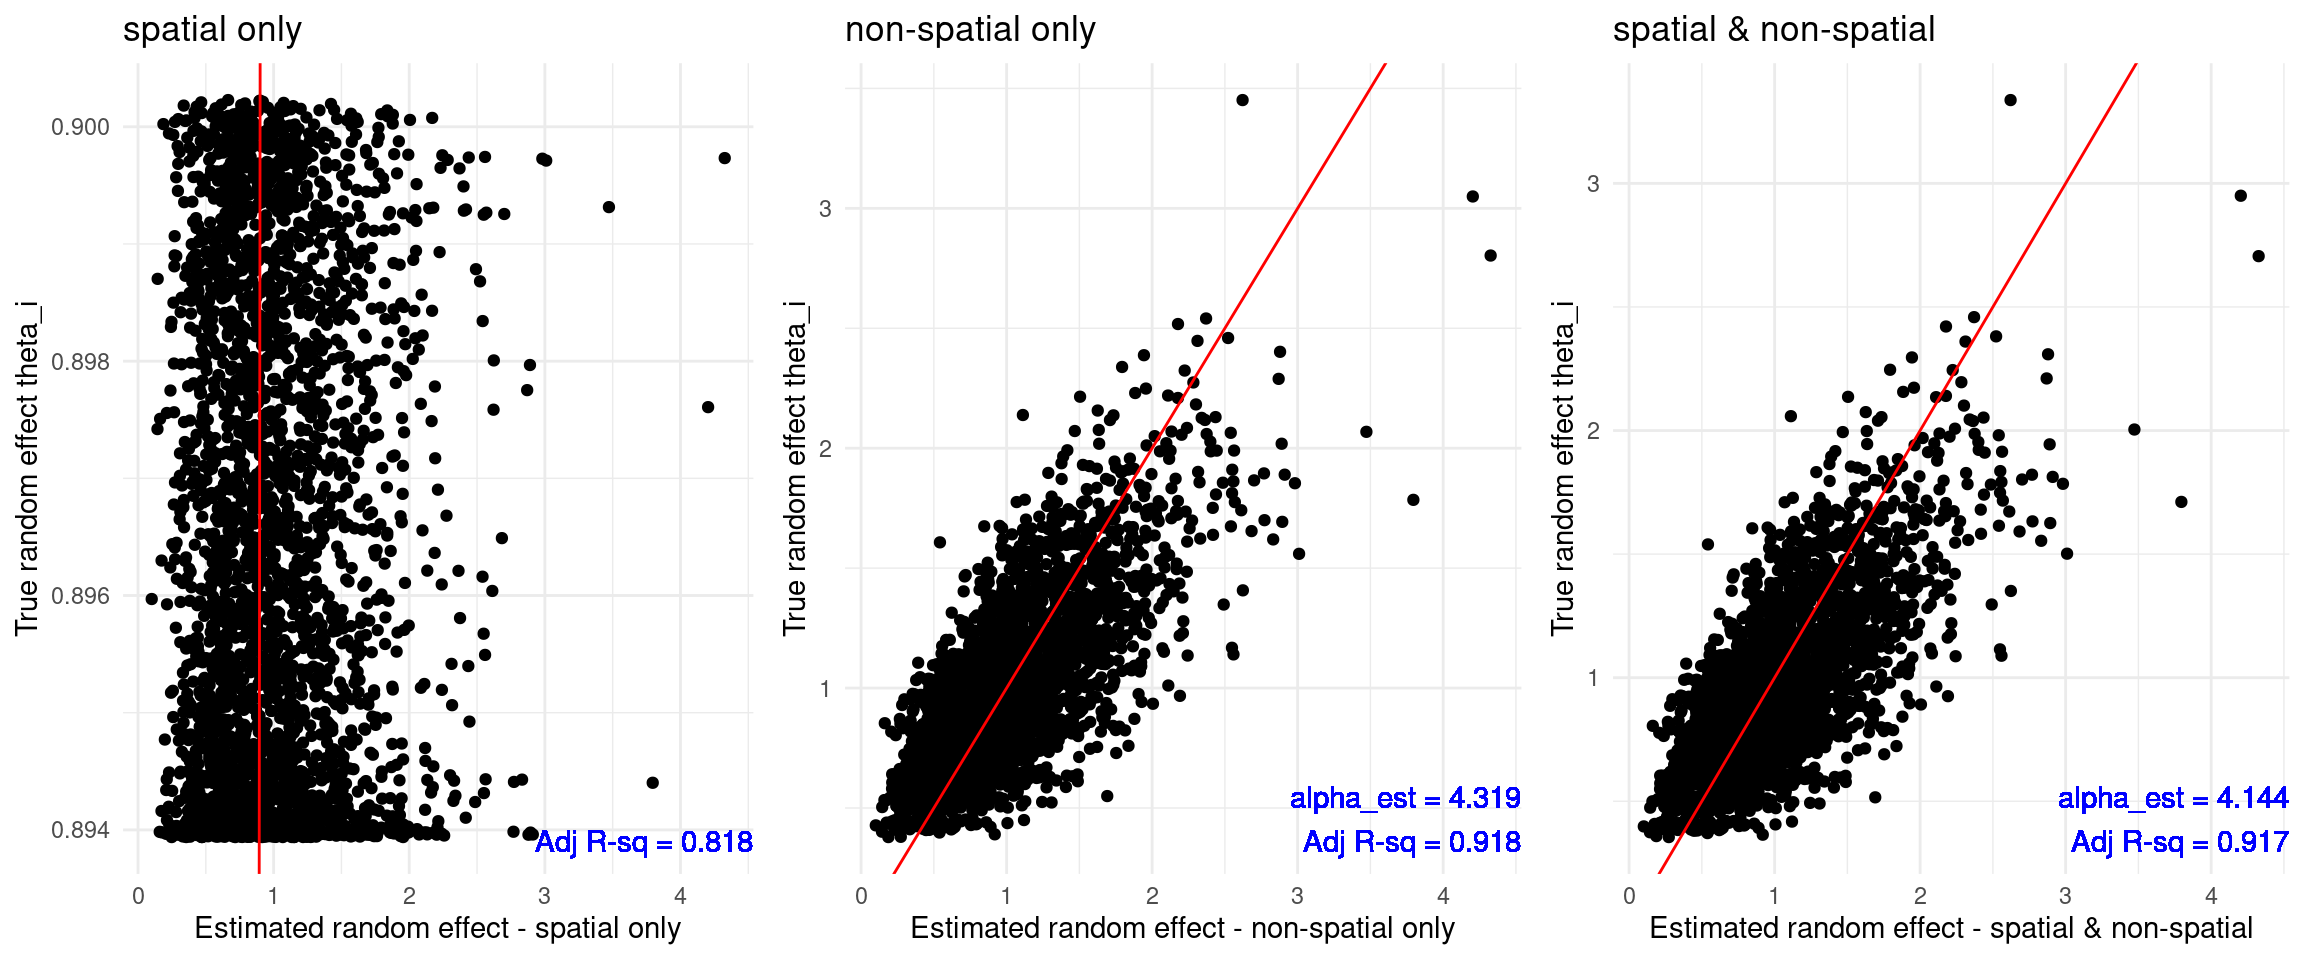 spatial only
True random effect theta_i
0.900
0.898
0.896
0.894
Adj R-sq = 0.818
0 1 2 3 4
Estimated random effect - spatial only
non-spatial only
True random effect theta_i
3
2
1
alpha_est = 4.319
Adj R-sq = 0.918
0 1 2 3 4
Estimated random effect - non-spatial only
spatial & non-spatial
True random effect theta_i
3
2
1
alpha_est = 4.144
Adj R-sq = 0.917
0 1 2 3 4
Estimated random effect - spatial & non-spatial